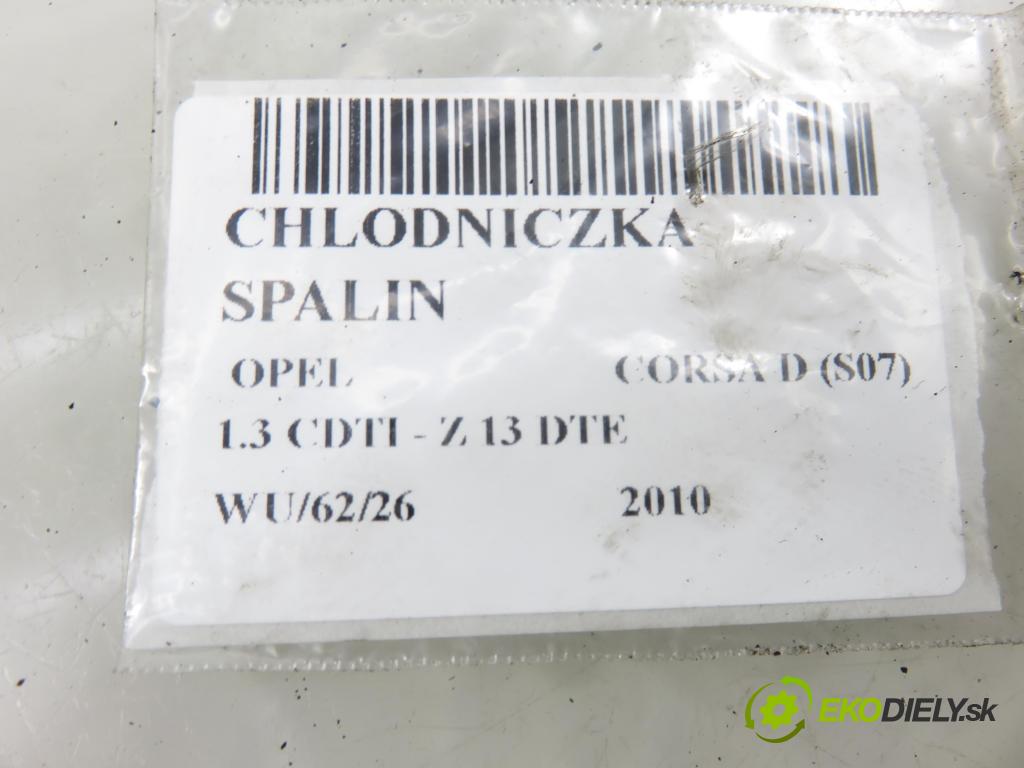 CHLODNICZKA
SPALIN
OPEL CORSA D (S07)
1.3 CDTI - Z 13 DTE
WU/62/26 2010
EKODIELY.sk